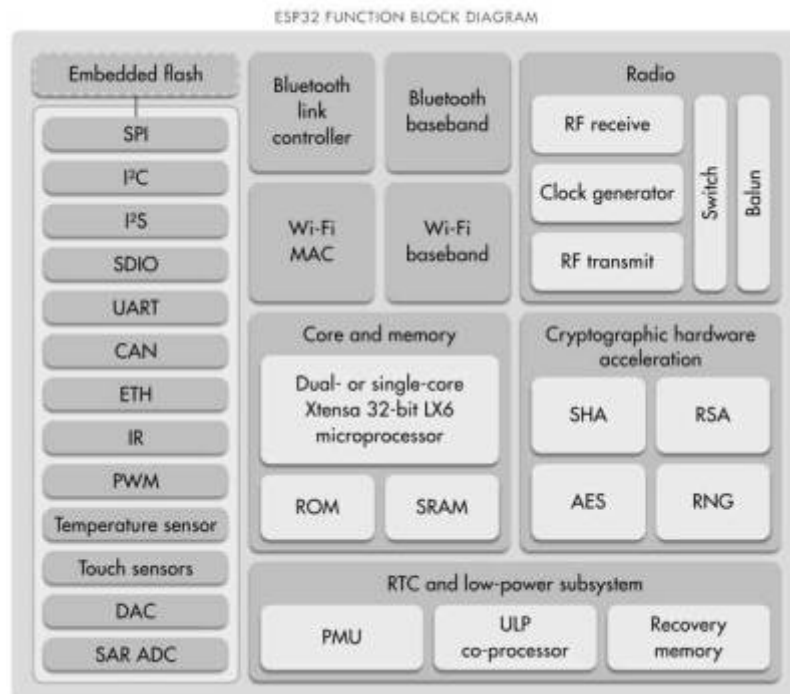 ESP32 FUNCTION BLOCK DIAGRAM
Embedded flash
SPI
I²C
I²S
SDIO
UART
CAN
ETH
IR
PWM
Temperature sensor
Touch sensors
DAC
SAR ADC
Bluetooth
link
controller
Bluetooth
baseband
Wi-Fi
MAC
Wi-Fi
baseband
Radio
RF receive
Clock generator
RF transmit
Switch
Balun
Core and memory
Dual- or single-core
Xtensa 32-bit LX6
microprocessor
ROM
SRAM
Cryptographic hardware
acceleration
SHA
RSA
AES
RNG
RTC and low-power subsystem
PMU
ULP
co-processor
Recovery
memory